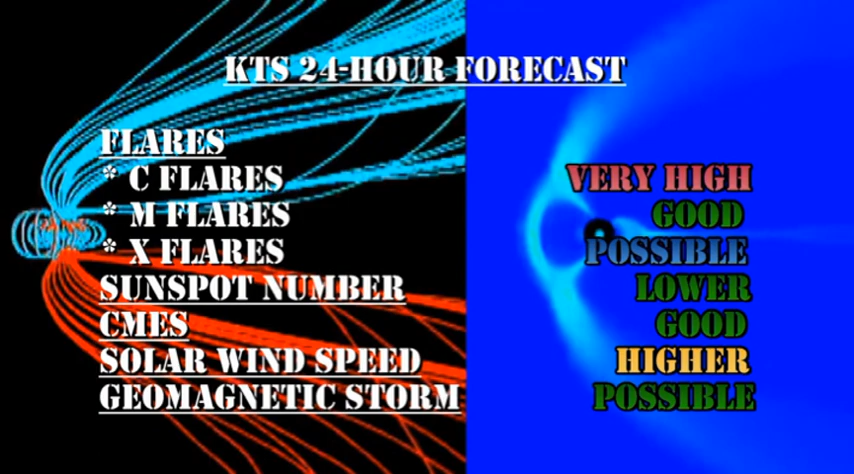 KTS 24-HOUR FORECAST
FLARES
* C FLARES VERY HIGH
* M FLARES GOOD
* X FLARES POSSIBLE
SUNSPOT NUMBER LOWER
CMES GOOD
SOLAR WIND SPEED HIGHER
GEOMAGNETIC STORM POSSIBLE